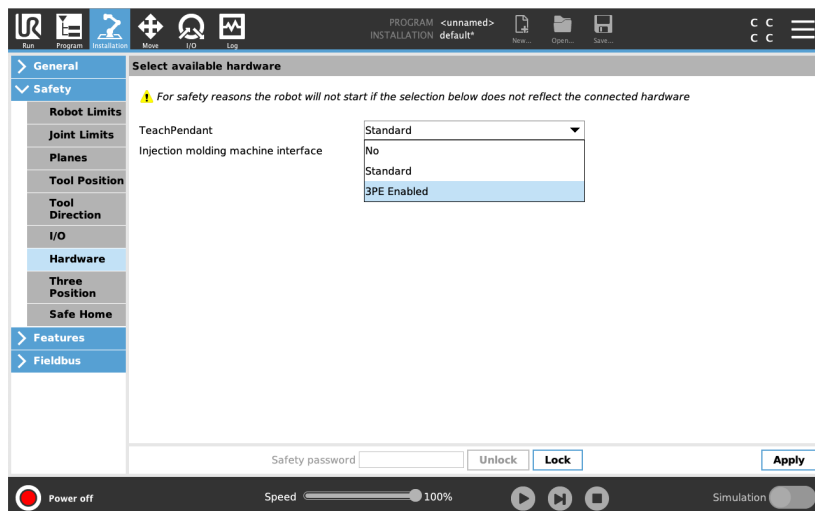 UR
Run
Program
Installation
Move
I/O
Log
PROGRAM <unnamed>
INSTALLATION default*
New...
Open...
Save...
C C
C C
General
Safety
Robot Limits
Joint Limits
Planes
Tool Position
Tool
Direction
I/O
Hardware
Three
Position
Safe Home
Features
Fieldbus
Select available hardware
For safety reasons the robot will not start if the selection below does not reflect the connected hardware
TeachPendant
Standard
Injection molding machine interface
No
Standard
3PE Enabled
Safety password
Unlock
Lock
Apply
Power off
Speed
100%
Simulation